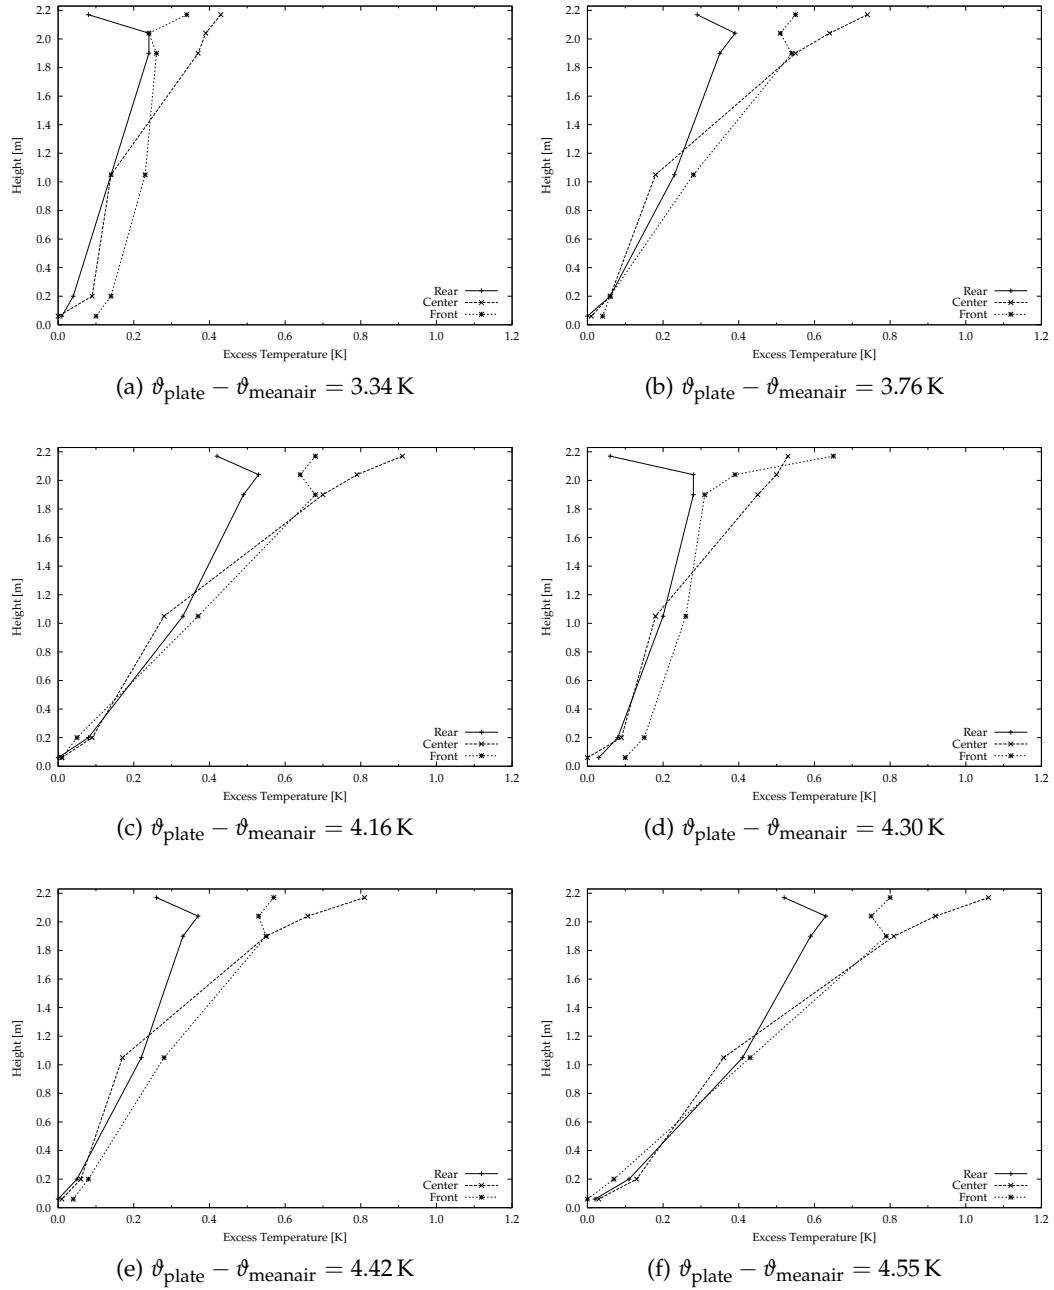 2.2
2.0
1.8
1.6
1.4
1.2
1.0
0.8
0.6
0.4
0.2
0.0
Height [m]
Rear
Center
Front
0.0 0.2 0.4 0.6 0.8 1.0 1.2
Excess Temperature [K]
(a) ϑplate − ϑmeanair = 3.34 K
2.2
2.0
1.8
1.6
1.4
1.2
1.0
0.8
0.6
0.4
0.2
0.0
Height [m]
Rear
Center
Front
0.0 0.2 0.4 0.6 0.8 1.0 1.2
Excess Temperature [K]
(b) ϑplate − ϑmeanair = 3.76 K
2.2
2.0
1.8
1.6
1.4
1.2
1.0
0.8
0.6
0.4
0.2
0.0
Height [m]
Rear
Center
Front
0.0 0.2 0.4 0.6 0.8 1.0 1.2
Excess Temperature [K]
(c) ϑplate − ϑmeanair = 4.16 K
2.2
2.0
1.8
1.6
1.4
1.2
1.0
0.8
0.6
0.4
0.2
0.0
Height [m]
Rear
Center
Front
0.0 0.2 0.4 0.6 0.8 1.0 1.2
Excess Temperature [K]
(d) ϑplate − ϑmeanair = 4.30 K
2.2
2.0
1.8
1.6
1.4
1.2
1.0
0.8
0.6
0.4
0.2
0.0
Height [m]
Rear
Center
Front
0.0 0.2 0.4 0.6 0.8 1.0 1.2
Excess Temperature [K]
(e) ϑplate − ϑmeanair = 4.42 K
2.2
2.0
1.8
1.6
1.4
1.2
1.0
0.8
0.6
0.4
0.2
0.0
Height [m]
Rear
Center
Front
0.0 0.2 0.4 0.6 0.8 1.0 1.2
Excess Temperature [K]
(f) ϑplate − ϑmeanair = 4.55 K